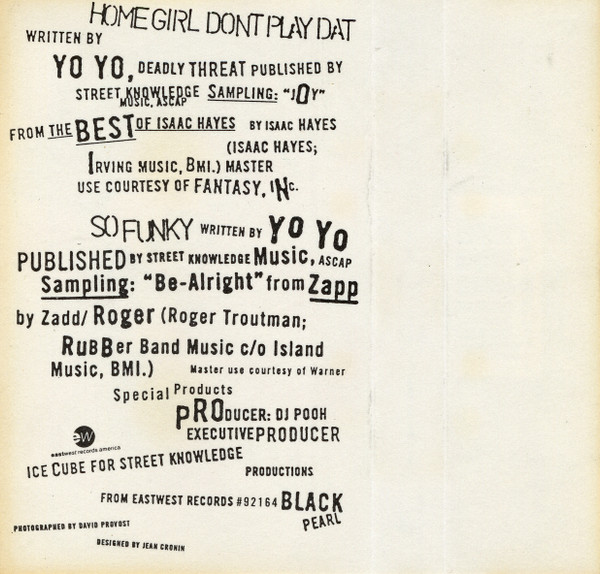 HOMEGIRL DONT PLAY DAT
WRITTEN BY
YO YO, DEADLY THREAT PUBLISHED BY
STREET KNOWLEDGE SAMPLING: "JOY"
MUSIC, ASCAP
FROM THE BEST OF ISAAC HAYES BY ISAAC HAYES
(ISAAC HAYES;
IRVING MUSIC, BMI.) MASTER
USE COURTESY OF FANTASY, INc.
SO FUNKY WRITTEN BY YO YO
PUBLISHED BY STREET KNOWLEDGE Music, ASCAP
Sampling: "Be-Alright" from Zapp
by Zadd/ Roger (Roger Troutman;
RuBBer Band Music c/o Island
Music, BMI.) Master use courtesy of Warner
Special Products
PRODUCER: DJ POOH
EXECUTIVE PRODUCER
ew
eastwest records america
ICE CUBE FOR STREET KNOWLEDGE
PRODUCTIONS
FROM EASTWEST RECORDS #92164 BLACK
PEARL
PHOTOGRAPHED BY DAVID PROVOST
DESIGNED BY JEAN CRONIN